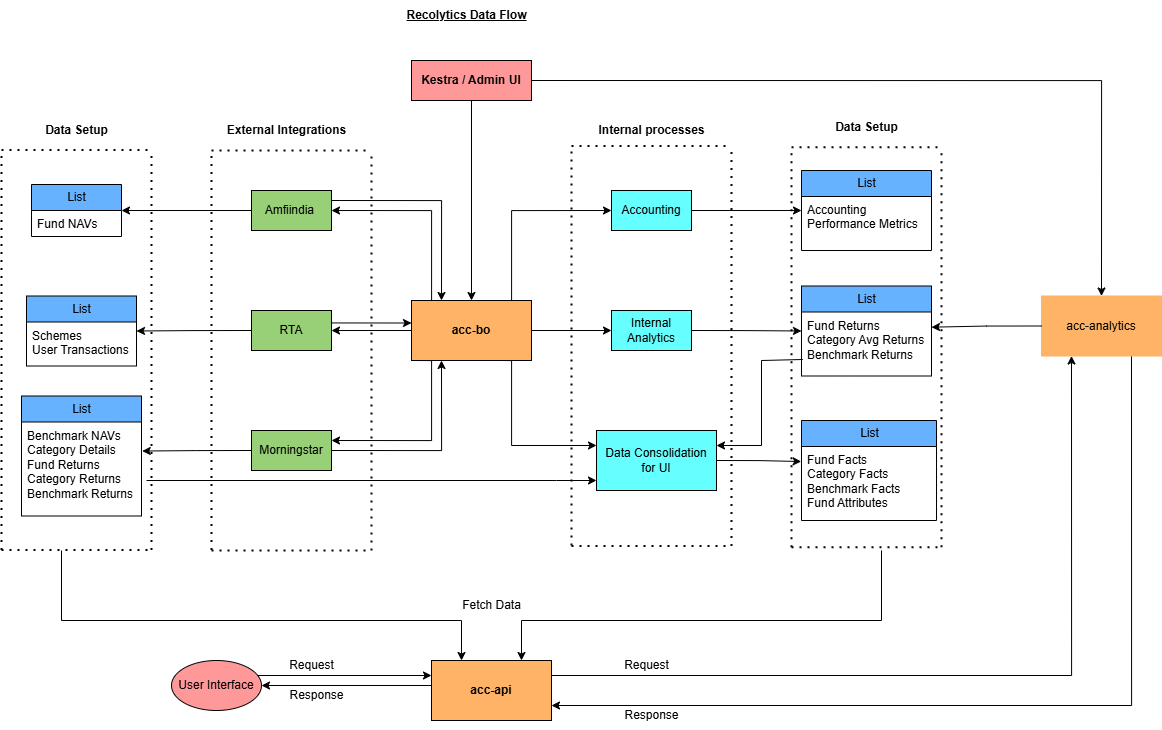 Recolytics Data Flow
Kestra / Admin UI
Data Setup
External Integrations
Internal processes
Data Setup
List
Fund NAVs
Amfiindia
Accounting
List
Accounting
Performance Metrics
List
Schemes
User Transactions
RTA
acc-bo
Internal
Analytics
List
Fund Returns
Category Avg Returns
Benchmark Returns
acc-analytics
List
Benchmark NAVs
Category Details
Fund Returns
Category Returns
Benchmark Returns
Morningstar
Data Consolidation
for UI
List
Fund Facts
Category Facts
Benchmark Facts
Fund Attributes
Fetch Data
User Interface
Request
Response
acc-api
Request
Response